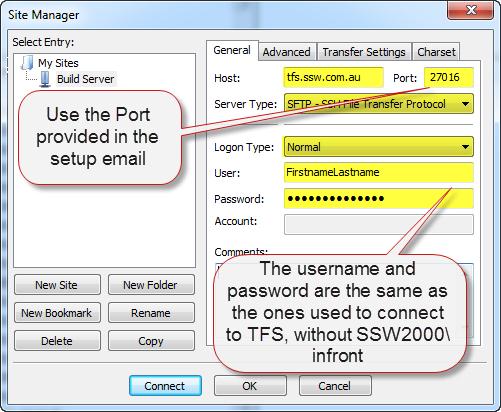 Site Manager
Select Entry:
My Sites
Build Server
General Advanced Transfer Settings Charset
Host: tfs.ssw.com.au Port: 27016
Server Type: SFTP - SSH File Transfer Protocol
Use the Port
provided in the
setup email
Logon Type: Normal
User: FirstnameLastname
Password: ●●●●●●●●●●●●●●
Account:
Comments:
The username and
password are the same as
the ones used to connect
to TFS, without SSW2000\
infront
New Site New Folder
New Bookmark Rename
Delete Copy
Connect OK Cancel